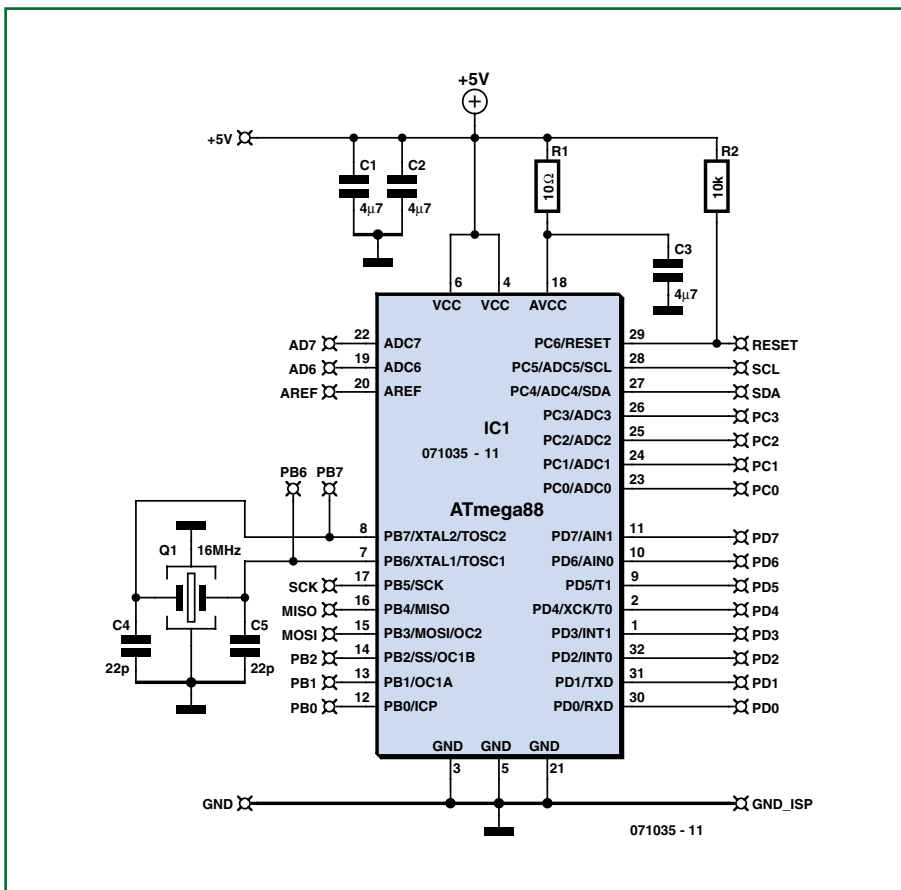 +5V
+5V
C1
C2
4µ7
4µ7
R1
10Ω
R2
10k
C3
4µ7
6
4
18
VCC
VCC
AVCC
AD7
22
ADC7
AD6
19
ADC6
AREF
20
AREF
PC6/RESET
29
RESET
PC5/ADC5/SCL
28
SCL
PC4/ADC4/SDA
27
SDA
PC3/ADC3
26
PC3
PC2/ADC2
25
PC2
PC1/ADC1
24
PC1
PC0/ADC0
23
PC0
IC1
071035 - 11
ATmega88
PB6
PB7
Q1
16MHz
C4
22p
C5
22p
8
PB7/XTAL2/TOSC2
7
PB6/XTAL1/TOSC1
SCK
17
PB5/SCK
MISO
16
PB4/MISO
MOSI
15
PB3/MOSI/OC2
PB2
14
PB2/SS/OC1B
PB1
13
PB1/OC1A
PB0
12
PB0/ICP
PD7/AIN1
11
PD7
PD6/AIN0
10
PD6
PD5/T1
9
PD5
PD4/XCK/T0
2
PD4
PD3/INT1
1
PD3
PD2/INT0
32
PD2
PD1/TXD
31
PD1
PD0/RXD
30
PD0
GND
GND
GND
3
5
21
GND
GND_ISP
071035 - 11